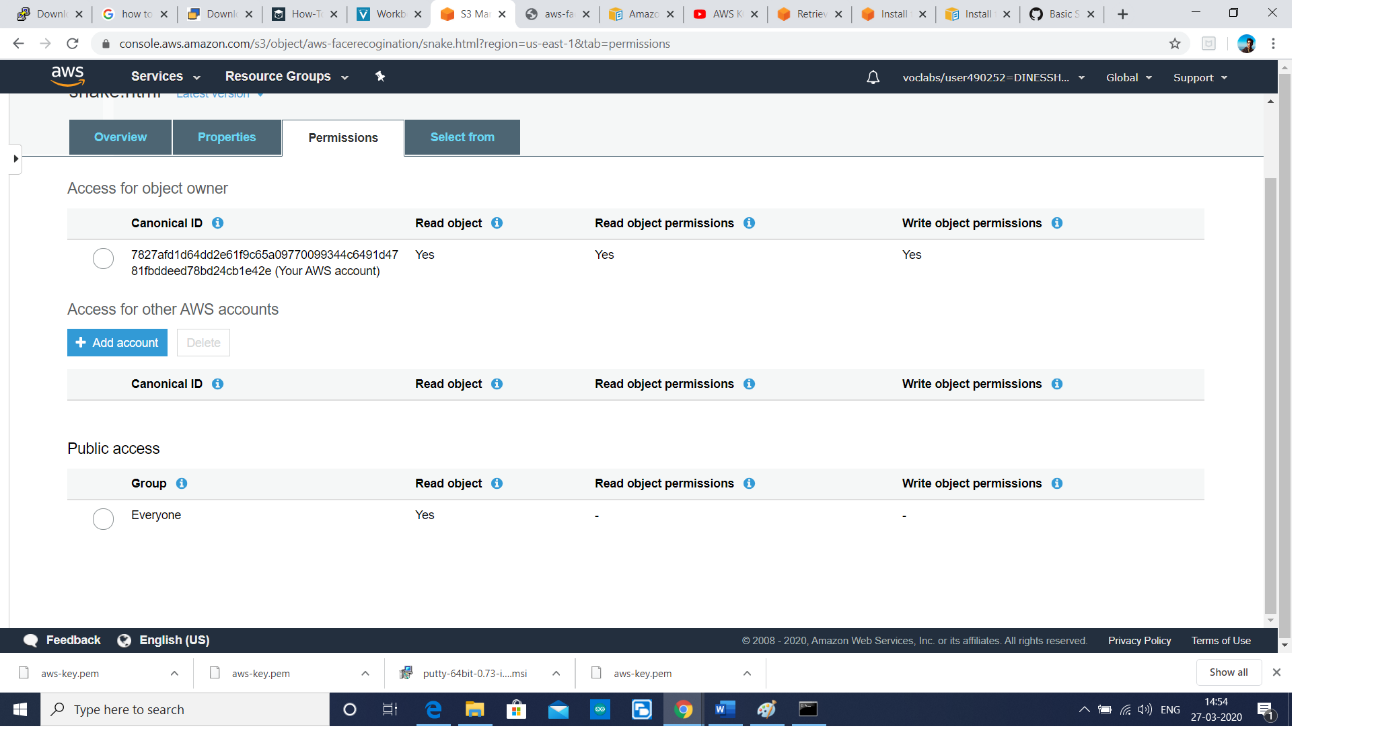 Downl
how to
Downl
How-T
Workb
S3 Ma
aws-fa
Amazo
AWS K
Retriev
Install
Install
Basic S
console.aws.amazon.com/s3/object/aws-facerecogination/snake.html?region=us-east-1&tab=permissions
aws Services Resource Groups voclabs/user490252=DINESSH... Global Support
snake.html Latest version
Overview Properties Permissions Select from
Access for object owner
Canonical ID Read object Read object permissions Write object permissions
7827afd1d64dd2e61f9c65a09770099344c6491d47 Yes Yes Yes
81fbddeed78bd24cb1e42e (Your AWS account)
Access for other AWS accounts
+ Add account Delete
Canonical ID Read object Read object permissions Write object permissions
Public access
Group Read object Read object permissions Write object permissions
Everyone Yes - -
Feedback English (US) © 2008 - 2020, Amazon Web Services, Inc. or its affiliates. All rights reserved. Privacy Policy Terms of Use
aws-key.pem aws-key.pem putty-64bit-0.73-i....msi aws-key.pem Show all
Type here to search ENG 14:54
27-03-2020
1